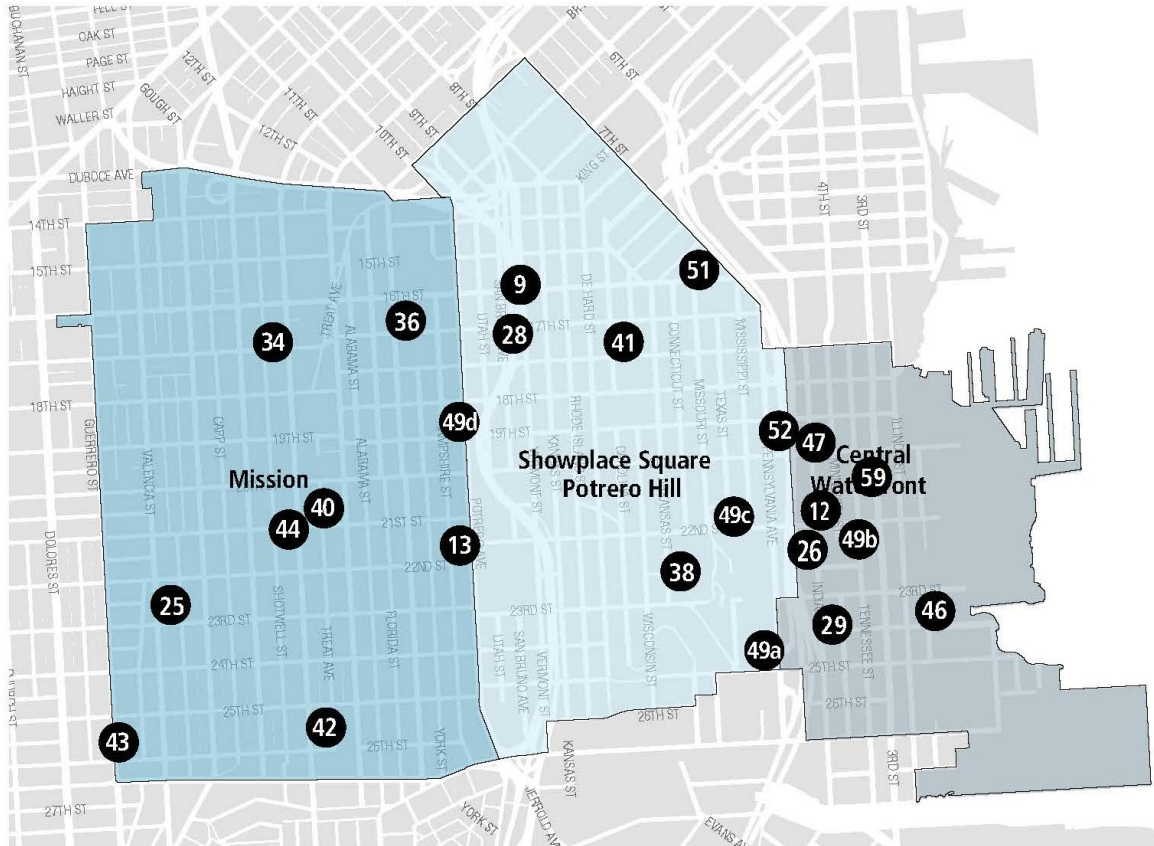 FELL ST
OAK ST
PAGE ST
HAIGHT ST
WALLER ST
BUCHANAN ST
12TH ST
GOUGH ST
11TH ST
12TH ST
10TH ST
9TH ST
8TH ST
6TH ST
7TH ST
KING ST
4TH ST
3RD ST
DUBOCE AVE
14TH ST
15TH ST
15TH ST
16TH ST
TREAT AVE
ALABAMA ST
UTAH ST
DE HARO ST
17TH ST
CONNECTICUT ST
MISSISSIPPI ST
51
9
36
28
34
41
18TH ST
18TH ST
GUERRERO ST
CAPP ST
19TH ST
19TH ST
49d
RHODE ISLAND
MISSOURI ST
TEXAS ST
PENNSYLVANIA AVE
ILLINOIS ST
52
47
VALENCIA ST
ALABAMA ST
Mission
Showplace Square
Potrero Hill
Central
Waterfront
59
40
44
12
49c
49b
21ST ST
22ND ST
22ND ST
POTRERO AVE
13
26
38
DOLORES ST
25
SHOTWELL ST
23RD ST
23RD ST
23RD ST
TREAT AVE
FLORIDA ST
46
29
TENNESSEE ST
WISCONSIN ST
49a
24TH ST
UTAH ST
SAN BRUNO AVE
VERMONT ST
25TH ST
25TH ST
26TH ST
26TH ST
26TH ST
42
43
YORK ST
KANSAS ST
3RD ST
27TH ST
YORK ST
JERROLD AVE
EVANS AVE